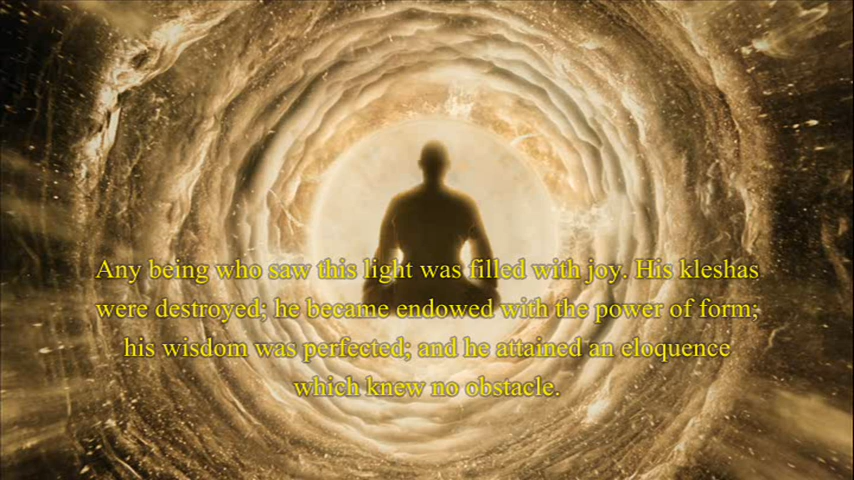 Any being who saw this light was filled with joy. His kleshas
were destroyed; he became endowed with the power of form;
his wisdom was perfected; and he attained an eloquence
which knew no obstacle.